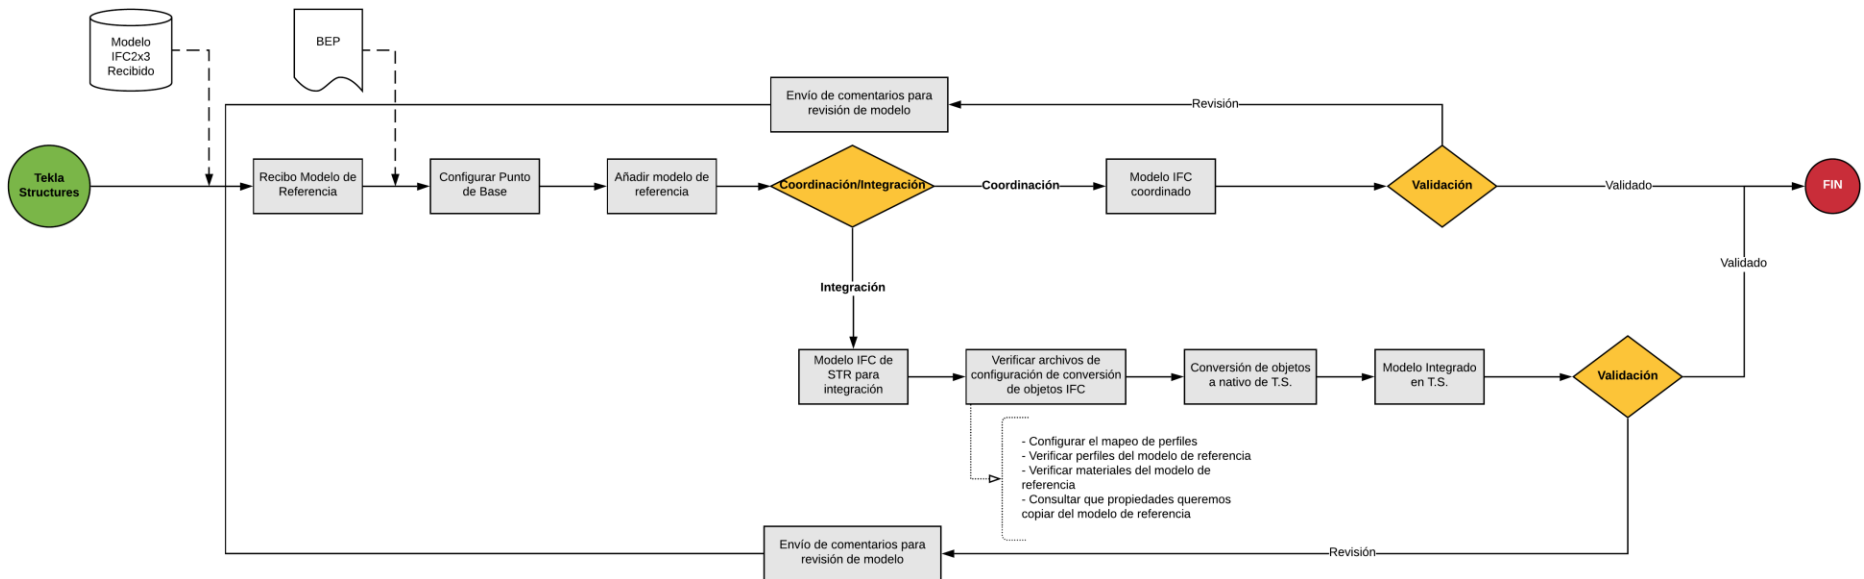 Modelo
IFC2x3
Recibido
BEP
Envío de comentarios para
revisión de modelo
Revisión
Tekla
Structures
Recibo Modelo de
Referencia
Configurar Punto
de Base
Añadir modelo de
referencia
Coordinación/Integración
Coordinación
Modelo IFC
coordinado
Validación
Validado
FIN
Validado
Integración
Modelo IFC de
STR para
integración
Verificar archivos de
configuración de conversión
de objetos IFC
Conversión de objetos
a nativo de T.S.
Modelo Integrado
en T.S.
Validación
- Configurar el mapeo de perfiles
- Verificar perfiles del modelo de referencia
- Verificar materiales del modelo de
referencia
- Consultar que propiedades queremos
copiar del modelo de referencia
Envío de comentarios para
revisión de modelo
Revisión